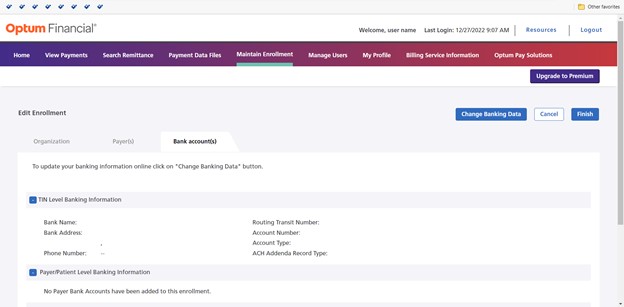 Other favorites
Optum Financial®
Welcome, user name Last Login: 12/27/2022 9:07 AM Resources Logout
Home View Payments Search Remittance Payment Data Files Maintain Enrollment Manage Users My Profile Billing Service Information Optum Pay Solutions
Upgrade to Premium
Edit Enrollment Change Banking Data Cancel Finish
Organization Payer(s) Bank account(s)
To update your banking information online click on "Change Banking Data" button.
- TIN Level Banking Information
Bank Name: Routing Transit Number:
Bank Address: Account Number:
, Account Type:
Phone Number: -- ACH Addenda Record Type:
- Payer/Patient Level Banking Information
No Payer Bank Accounts have been added to this enrollment.